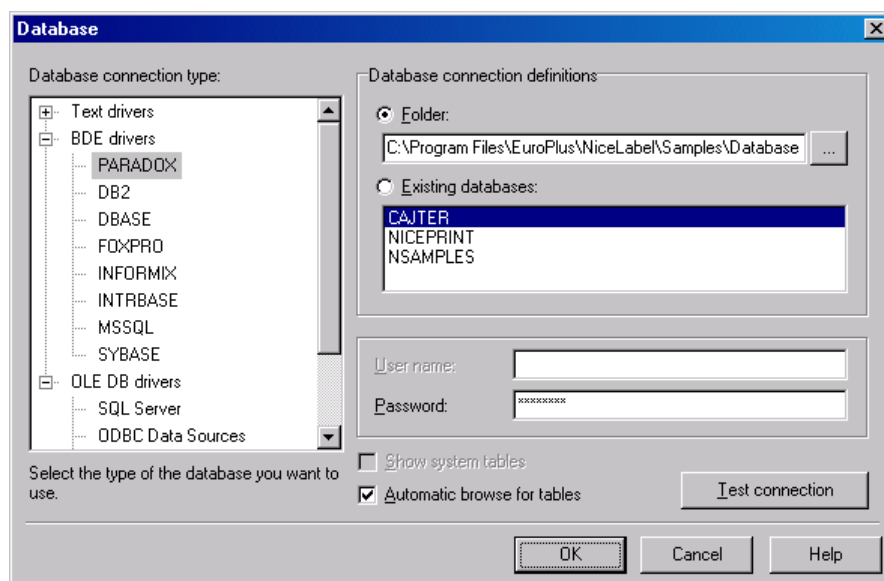 Database
Database connection type:
Text drivers
BDE drivers
PARADOX
DB2
DBASE
FOXPRO
INFORMIX
INTRBASE
MSSQL
SYBASE
OLE DB drivers
SQL Server
ODBC Data Sources
Select the type of the database you want to
use.
Database connection definitions
Folder:
C:\Program Files\EuroPlus\NiceLabel\Samples\Database
...
Existing databases:
CAJTER
NICEPRINT
NSAMPLES
User name:
Password:
××××××××
Show system tables
Automatic browse for tables
Test connection
OK
Cancel
Help